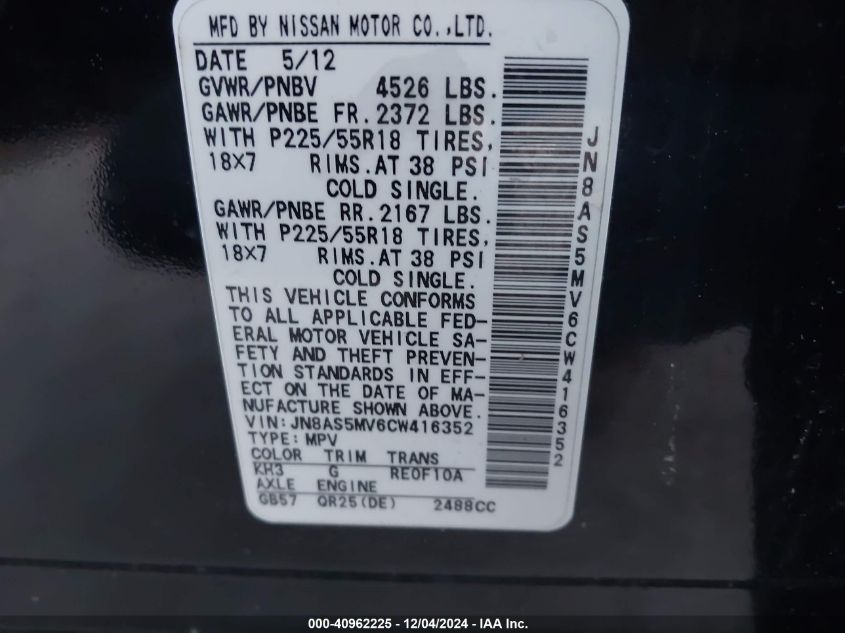 MFD BY NISSAN MOTOR CO.,LTD.
DATE 5/12
GVWR/PNBV 4526 LBS.
GAWR/PNBE FR.2372 LBS.
WITH P225/55R18 TIRES,
18X7 RIMS.AT 38 PSI
COLD SINGLE.
GAWR/PNBE RR.2167 LBS.
WITH P225/55R18 TIRES,
18X7 RIMS.AT 38 PSI
COLD SINGLE.
THIS VEHICLE CONFORMS
TO ALL APPLICABLE FED-
ERAL MOTOR VEHICLE SA-
FETY AND THEFT PREVEN-
TION STANDARDS IN EFF-
ECT ON THE DATE OF MA-
NUFACTURE SHOWN ABOVE.
VIN:JN8AS5MV6CW416352
TYPE:MPV
COLOR TRIM TRANS
KH3 G RE0F10A
AXLE ENGINE
GB57 QR25(DE) 2488CC
JN8AS5MV6CW416352
000-40962225 - 12/04/2024 - IAA Inc.